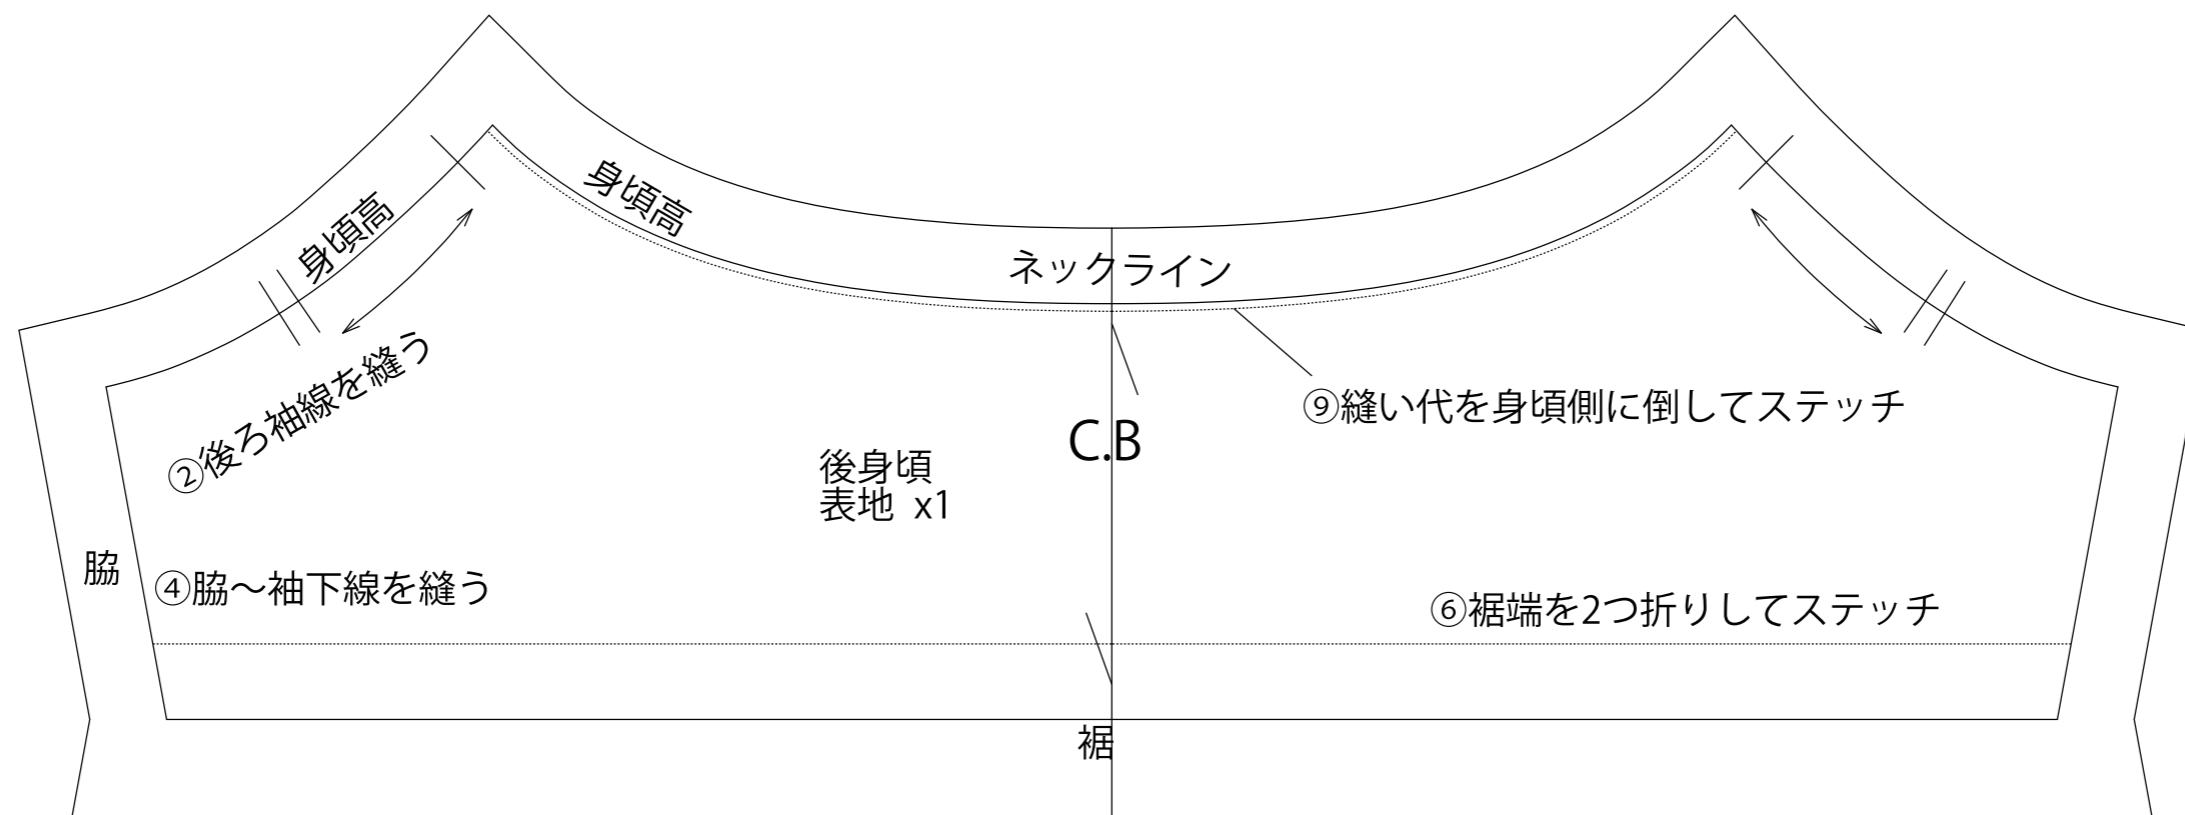 身頃高
身頃高
ネックライン
②後ろ袖線を縫う
⑨縫い代を身頃側に倒してステッチ
C.B
後身頃
表地 x1
脇
④脇～袖下線を縫う
⑥裾端を2つ折りしてステッチ
裾